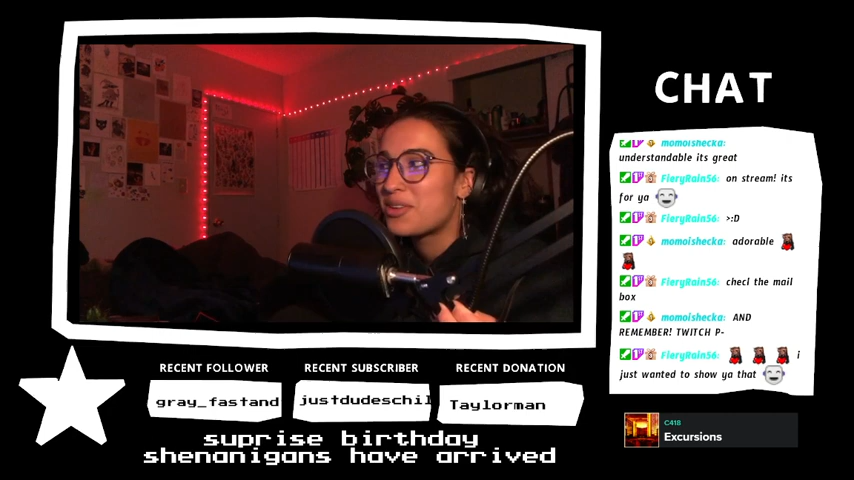 CHAT
momoishecka:
understandable its great
FieryRain56: on stream! its
for ya
FieryRain56: >:D
momoishecka: adorable
FieryRain56: checl the mail
box
momoishecka: AND
REMEMBER! TWITCH P-
FieryRain56: i
just wanted to show ya that
RECENT FOLLOWER
RECENT SUBSCRIBER
RECENT DONATION
gray_fastand
justdudeschil
Taylorman
suprise birthday
shenanigans have arrived
C418
Excursions